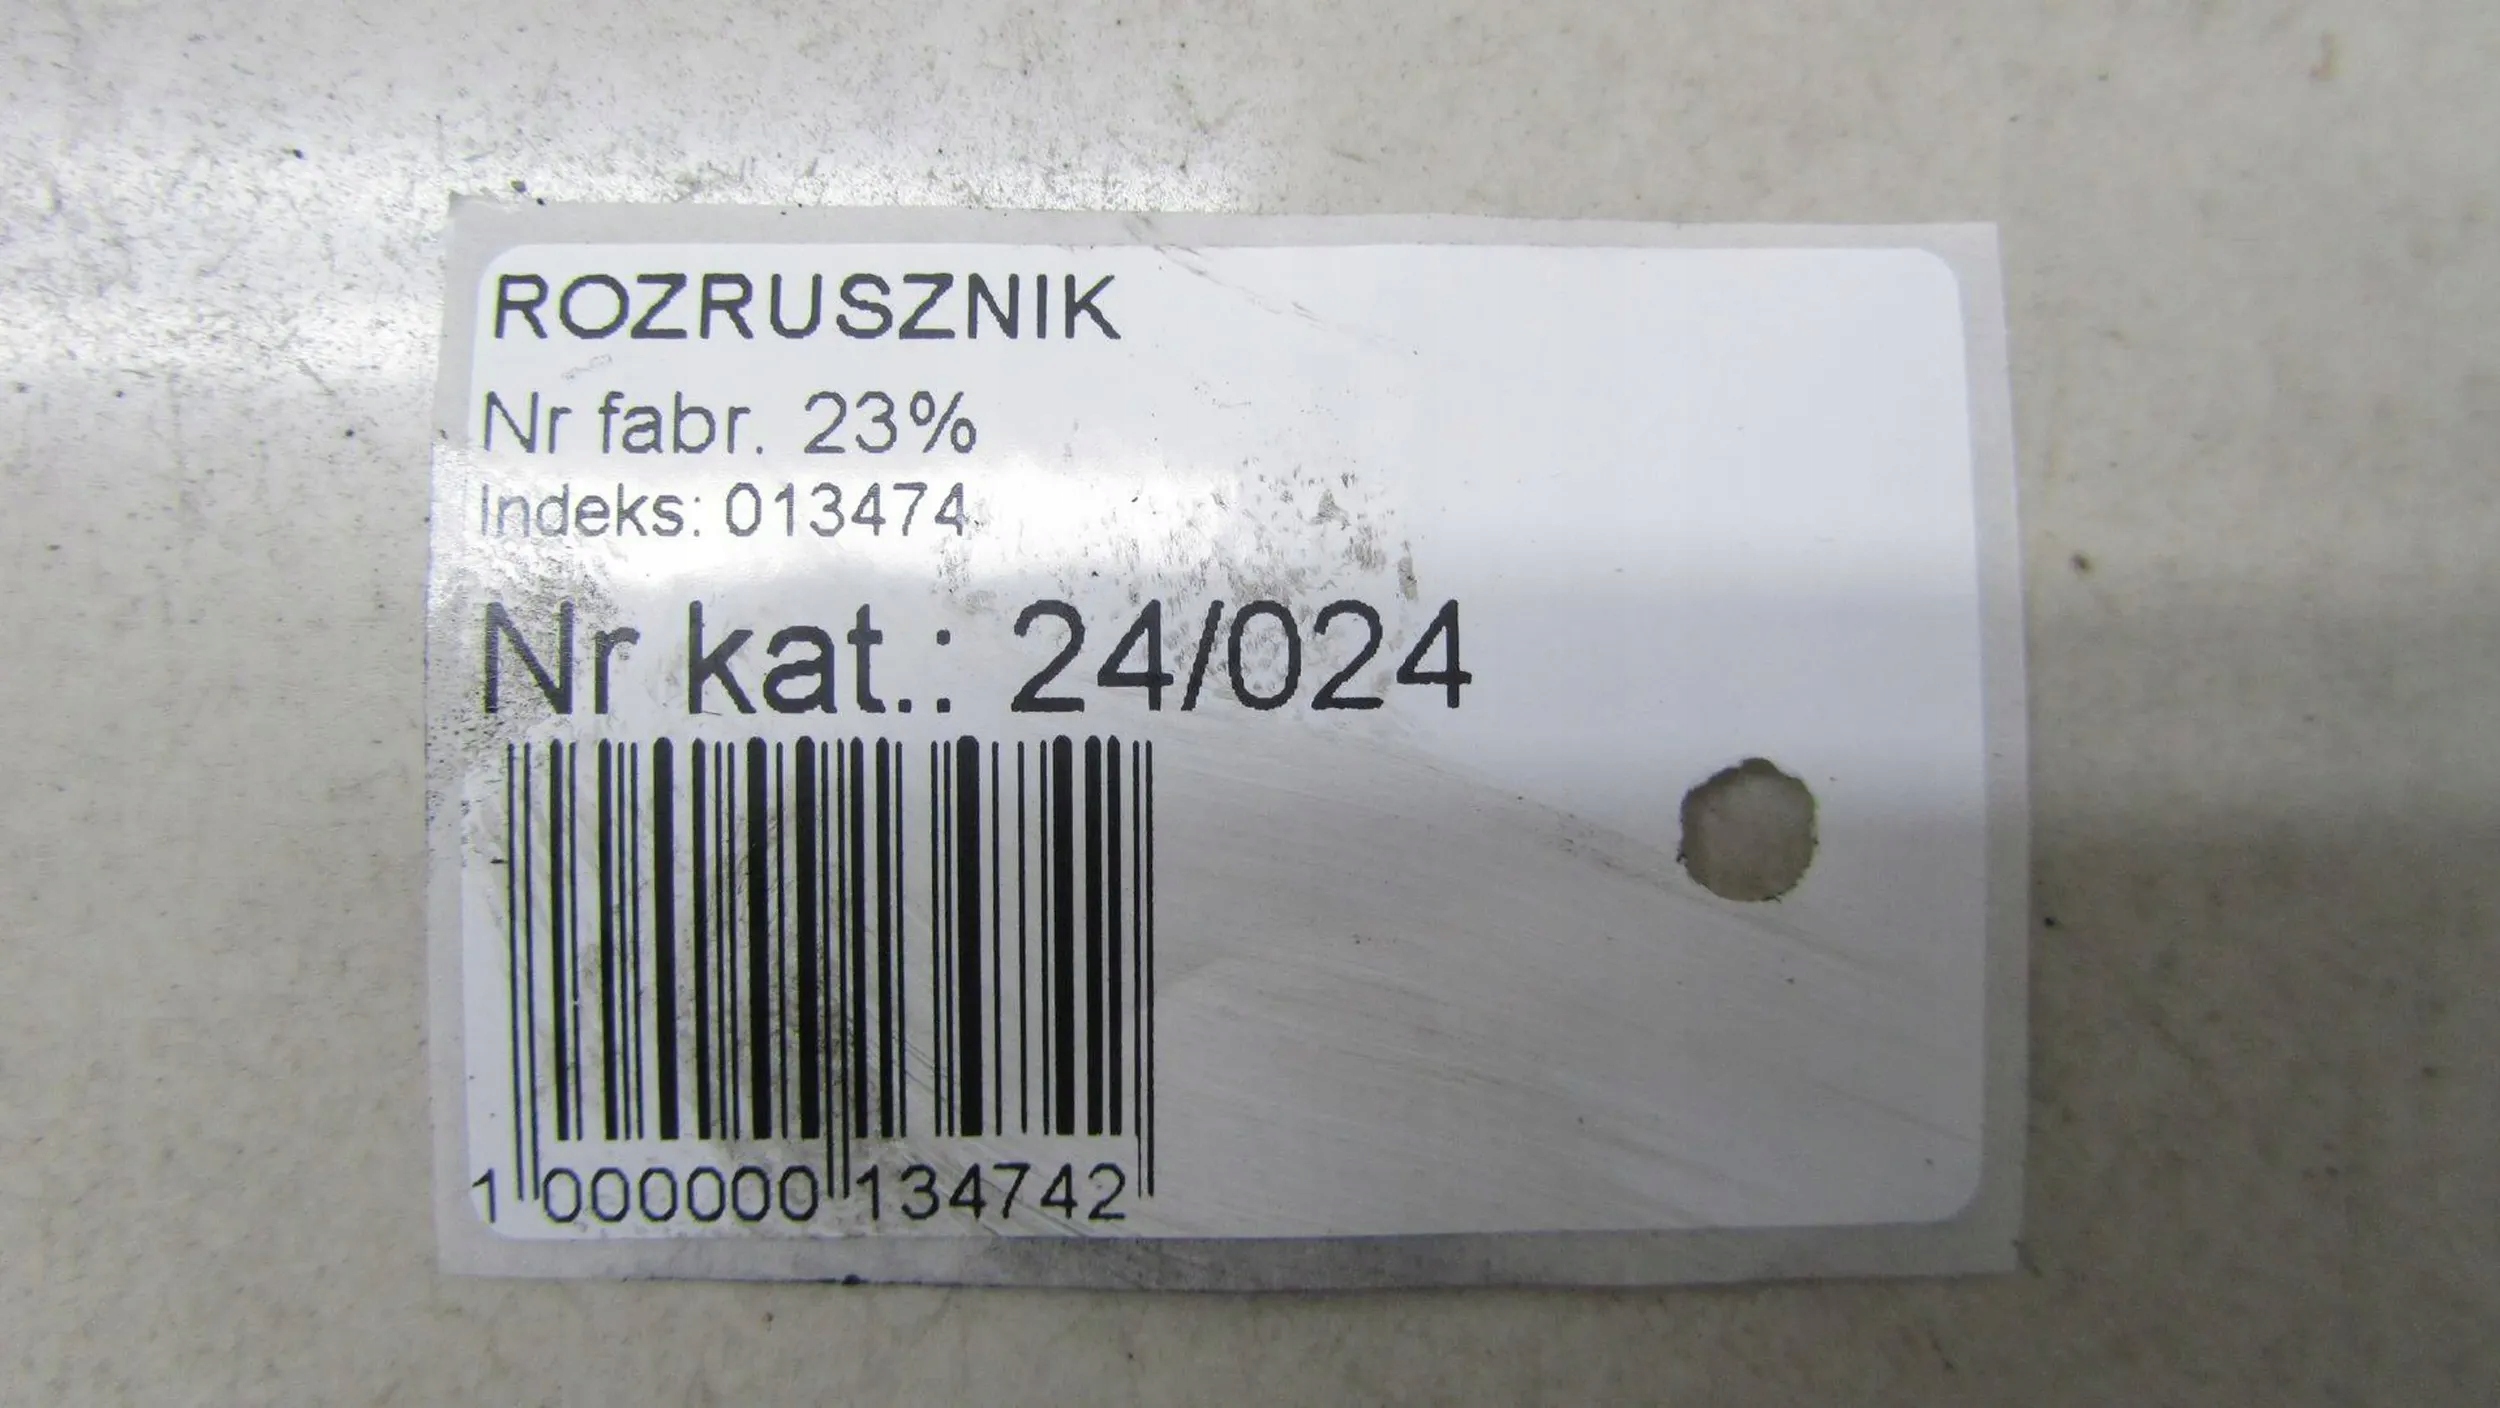 ROZRUSZNIK
Nr fabr. 23%
Indeks: 013474
Nr kat.: 24/024
1 000000 134742